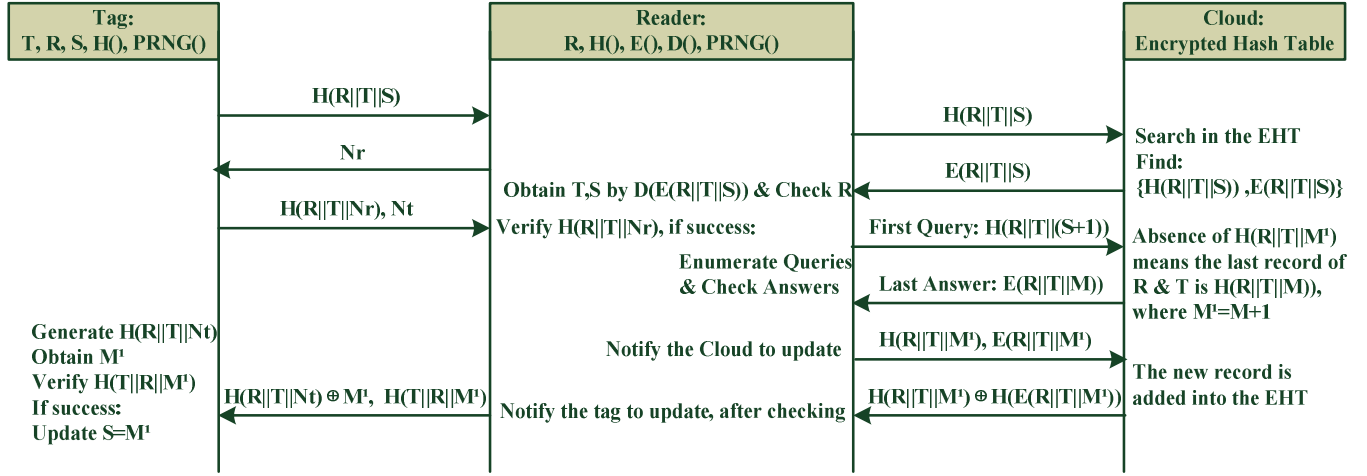 Tag:
T, R, S, H(), PRNG()
Reader:
R, H(), E(), D(), PRNG()
Cloud:
Encrypted Hash Table
H(R||T||S)
H(R||T||S)
Search in the EHT
Find:
{H(R||T||S)) ,E(R||T||S)}
Nr
E(R||T||S)
Obtain T,S by D(E(R||T||S)) & Check R
H(R||T||Nr), Nt
Verify H(R||T||Nr), if success:
First Query: H(R||T||(S+1))
Enumerate Queries
& Check Answers
Last Answer: E(R||T||M))
Absence of H(R||T||M¹)
means the last record of
R & T is H(R||T||M)),
where M¹=M+1
Generate H(R||T||Nt)
Obtain M¹
Verify H(T||R||M¹)
If success:
Update S=M¹
Notify the Cloud to update
H(R||T||M¹), E(R||T||M¹)
The new record is
added into the EHT
H(R||T||Nt) ⊕ M¹, H(T||R||M¹)
Notify the tag to update, after checking
H(R||T||M¹) ⊕ H(E(R||T||M¹))